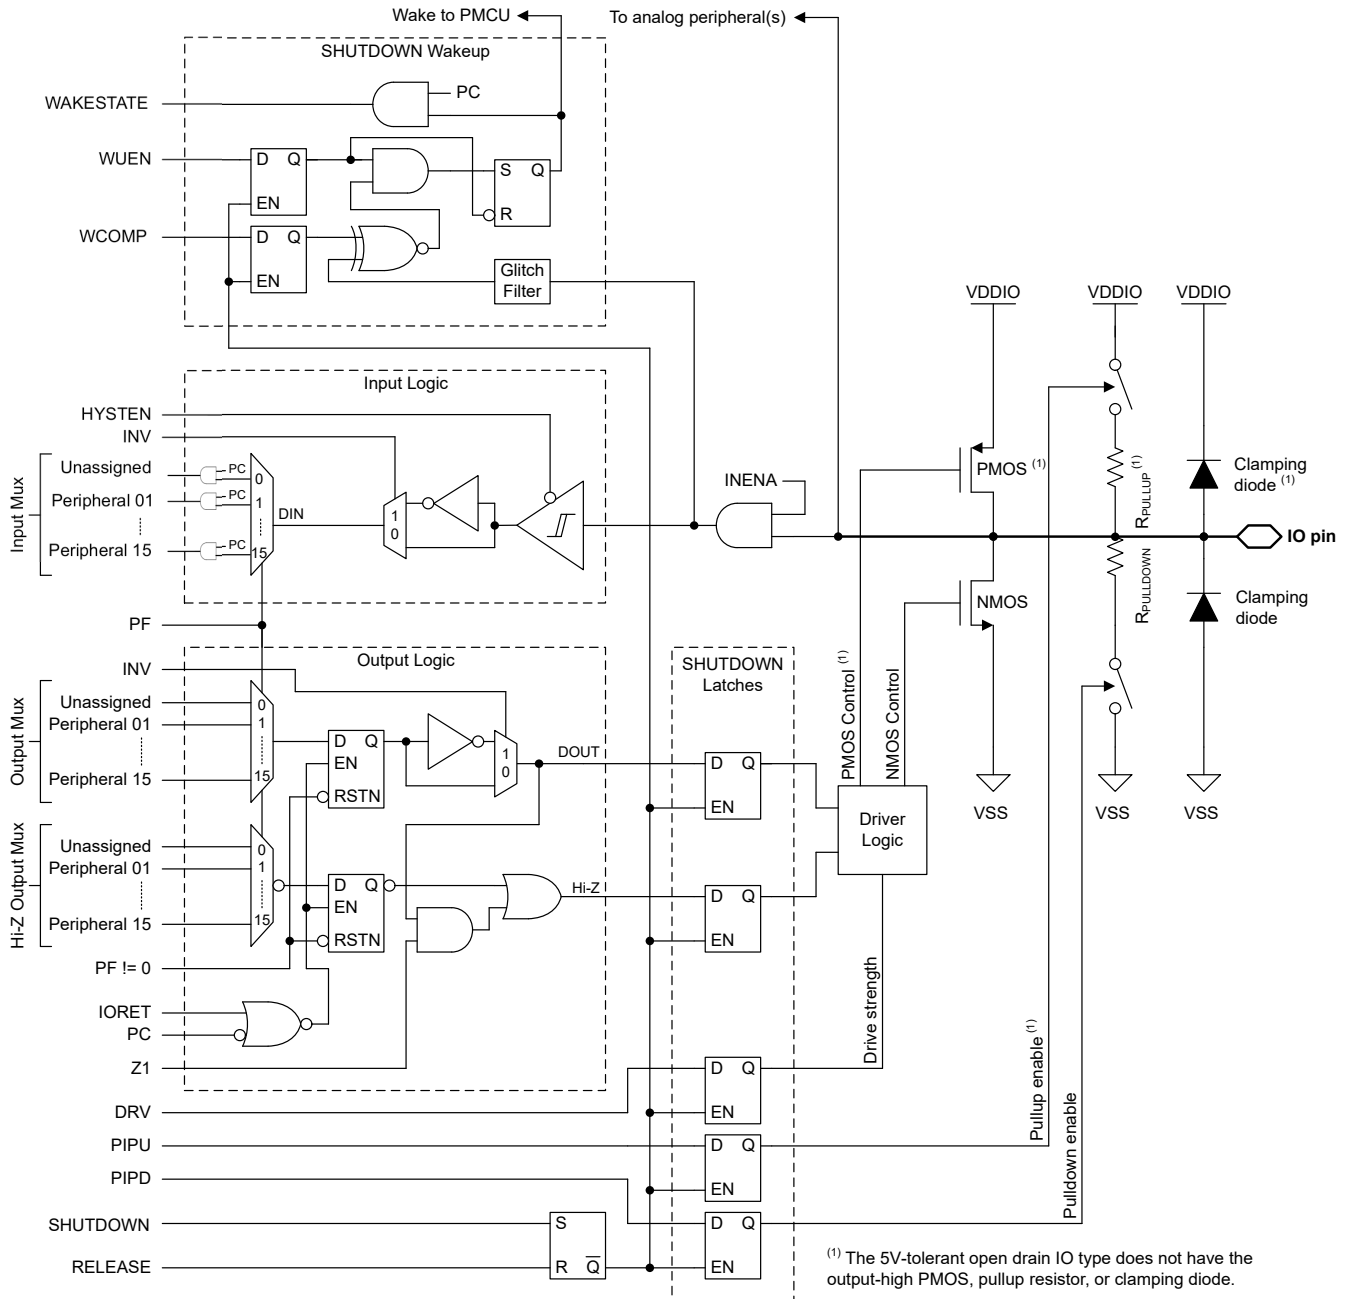 Wake to PMCU
To analog peripheral(s)
SHUTDOWN Wakeup
PC
WAKESTATE
WUEN
D Q
EN
S Q
R
WCOMP
D Q
EN
Glitch
Filter
VDDIO
VDDIO
VDDIO
Input Logic
HYSTEN
INV
Input Mux
Unassigned
PC
0
Peripheral 01
PC
1
Peripheral 15
PC
15
DIN
1
0
INENA
PMOS (1)
RPULLUP (1)
Clamping
diode (1)
IO pin
NMOS
RPULLDOWN
Clamping
diode
PF
Output Logic
INV
SHUTDOWN
Latches
Output Mux
Unassigned
0
Peripheral 01
1
Peripheral 15
15
D Q
EN
RSTN
1
0
DOUT
D Q
EN
PMOS Control (1)
NMOS Control
VSS
VSS
VSS
Driver
Logic
Hi-Z Output Mux
Unassigned
0
Peripheral 01
1
Peripheral 15
15
D Q
EN
RSTN
Hi-Z
D Q
EN
PF != 0
IORET
PC
Z1
Drive strength
D Q
EN
DRV
PIPU
D Q
EN
Pullup enable (1)
PIPD
Pulldown enable
SHUTDOWN
S
D Q
RELEASE
R Q
EN
(1) The 5V-tolerant open drain IO type does not have the
output-high PMOS, pullup resistor, or clamping diode.